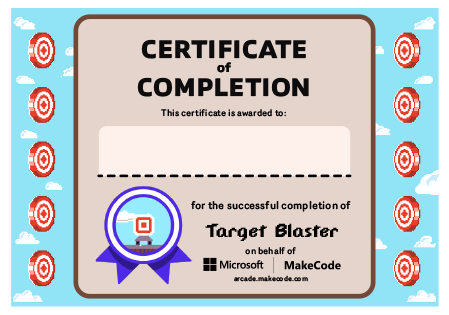 CERTIFICATE
of
COMPLETION
This certificate is awarded to:
for the successful completion of
Target Blaster
on behalf of
Microsoft | MakeCode
arcade.makecode.com